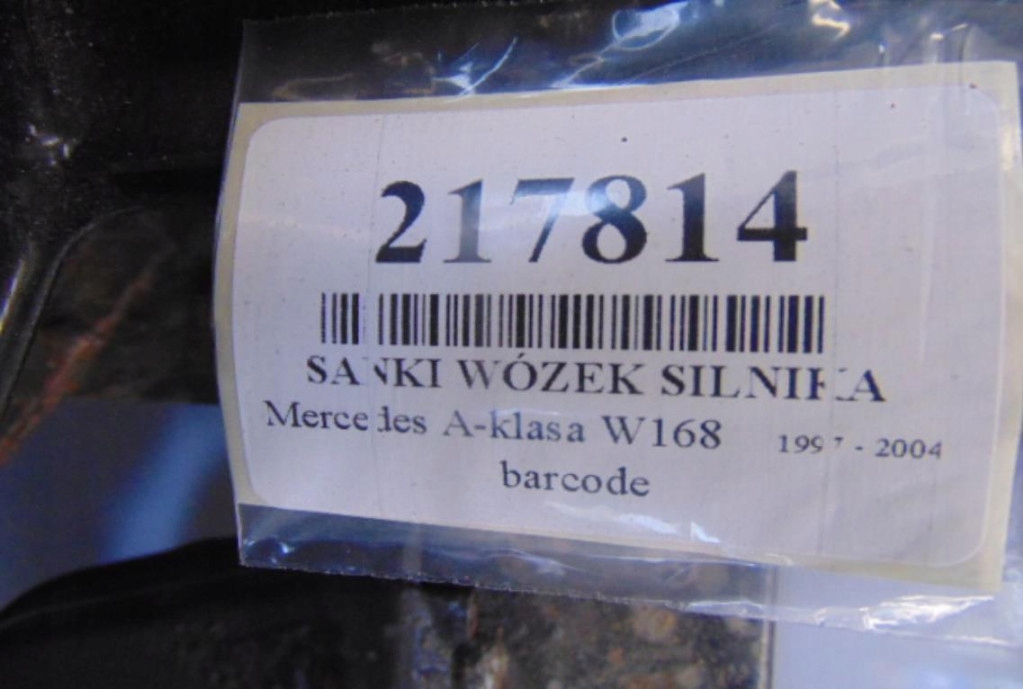 217814
SANKI WÓZEK SILNIKA
Mercedes A-klasa W168 1997 - 2004
barcode